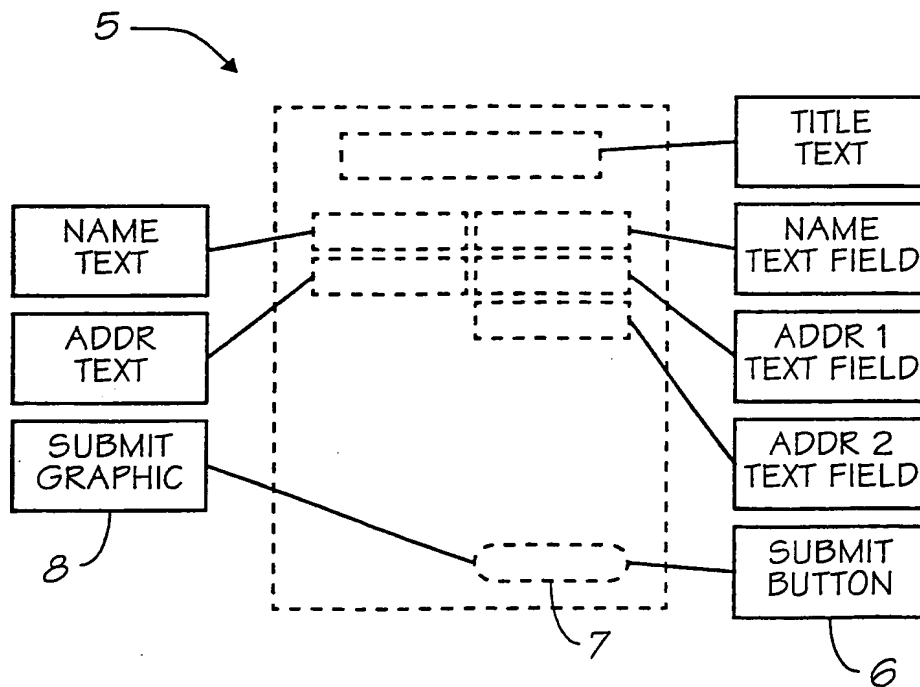 5
TITLE
TEXT
NAME
TEXT
NAME
TEXT FIELD
ADDR
TEXT
ADDR 1
TEXT FIELD
SUBMIT
GRAPHIC
ADDR 2
TEXT FIELD
SUBMIT
BUTTON
8
7
6